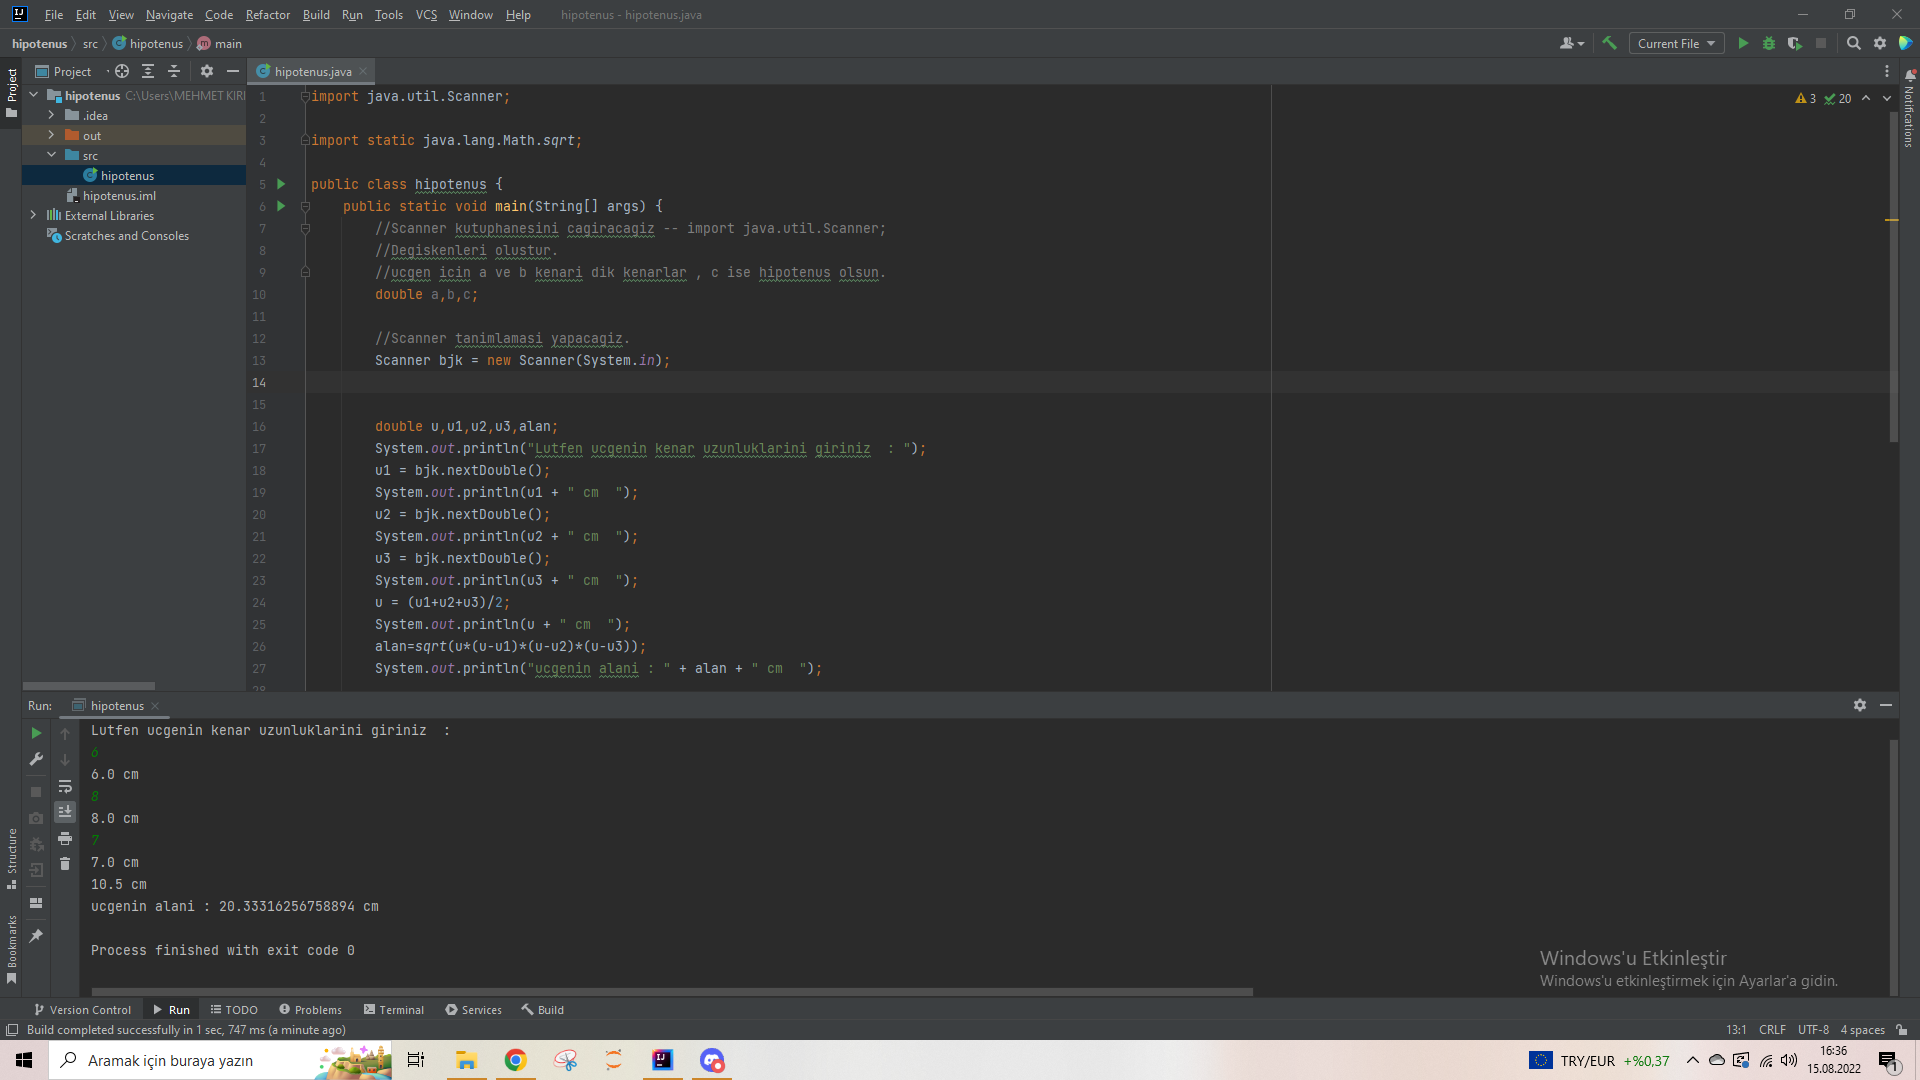 File Edit View Navigate Code Refactor Build Run Tools VCS Window Help hipotenus - hipotenus.java
hipotenus src hipotenus main Current File
Project
hipotenus.java
hipotenus C:\Users\MEHMET KIRI
.idea
out
src
hipotenus
hipotenus.iml
External Libraries
Scratches and Consoles
Project
Structure
Bookmarks
Notifications
3 20
1 import java.util.Scanner;
2
3 import static java.lang.Math.sqrt;
4
5 public class hipotenus {
6 public static void main(String[] args) {
7 //Scanner kutuphanesini cagiracagiz -- import java.util.Scanner;
8 //Degiskenleri olustur.
9 //ucgen icin a ve b kenari dik kenarlar , c ise hipotenus olsun.
10 double a,b,c;
11
12 //Scanner tanimlamasi yapacagiz.
13 Scanner bjk = new Scanner(System.in);
14
15
16 double u,u1,u2,u3,alan;
17 System.out.println("Lutfen ucgenin kenar uzunluklarini giriniz  : ");
18 u1 = bjk.nextDouble();
19 System.out.println(u1 + " cm  ");
20 u2 = bjk.nextDouble();
21 System.out.println(u2 + " cm  ");
22 u3 = bjk.nextDouble();
23 System.out.println(u3 + " cm  ");
24 u = (u1+u2+u3)/2;
25 System.out.println(u + " cm  ");
26 alan=sqrt(u*(u-u1)*(u-u2)*(u-u3));
27 System.out.println("ucgenin alani : " + alan + " cm  ");
28
Run: hipotenus
Lutfen ucgenin kenar uzunluklarini giriniz  :
6
6.0 cm
8
8.0 cm
7
7.0 cm
10.5 cm
ucgenin alani : 20.33316256758894 cm
Process finished with exit code 0
Windows'u Etkinleştir
Windows'u etkinleştirmek için Ayarlar'a gidin.
Version Control Run TODO Problems Terminal Services Build
Build completed successfully in 1 sec, 747 ms (a minute ago) 13:1 CRLF UTF-8 4 spaces
Aramak için buraya yazın TRY/EUR +%0,37 16:36
15.08.2022
1